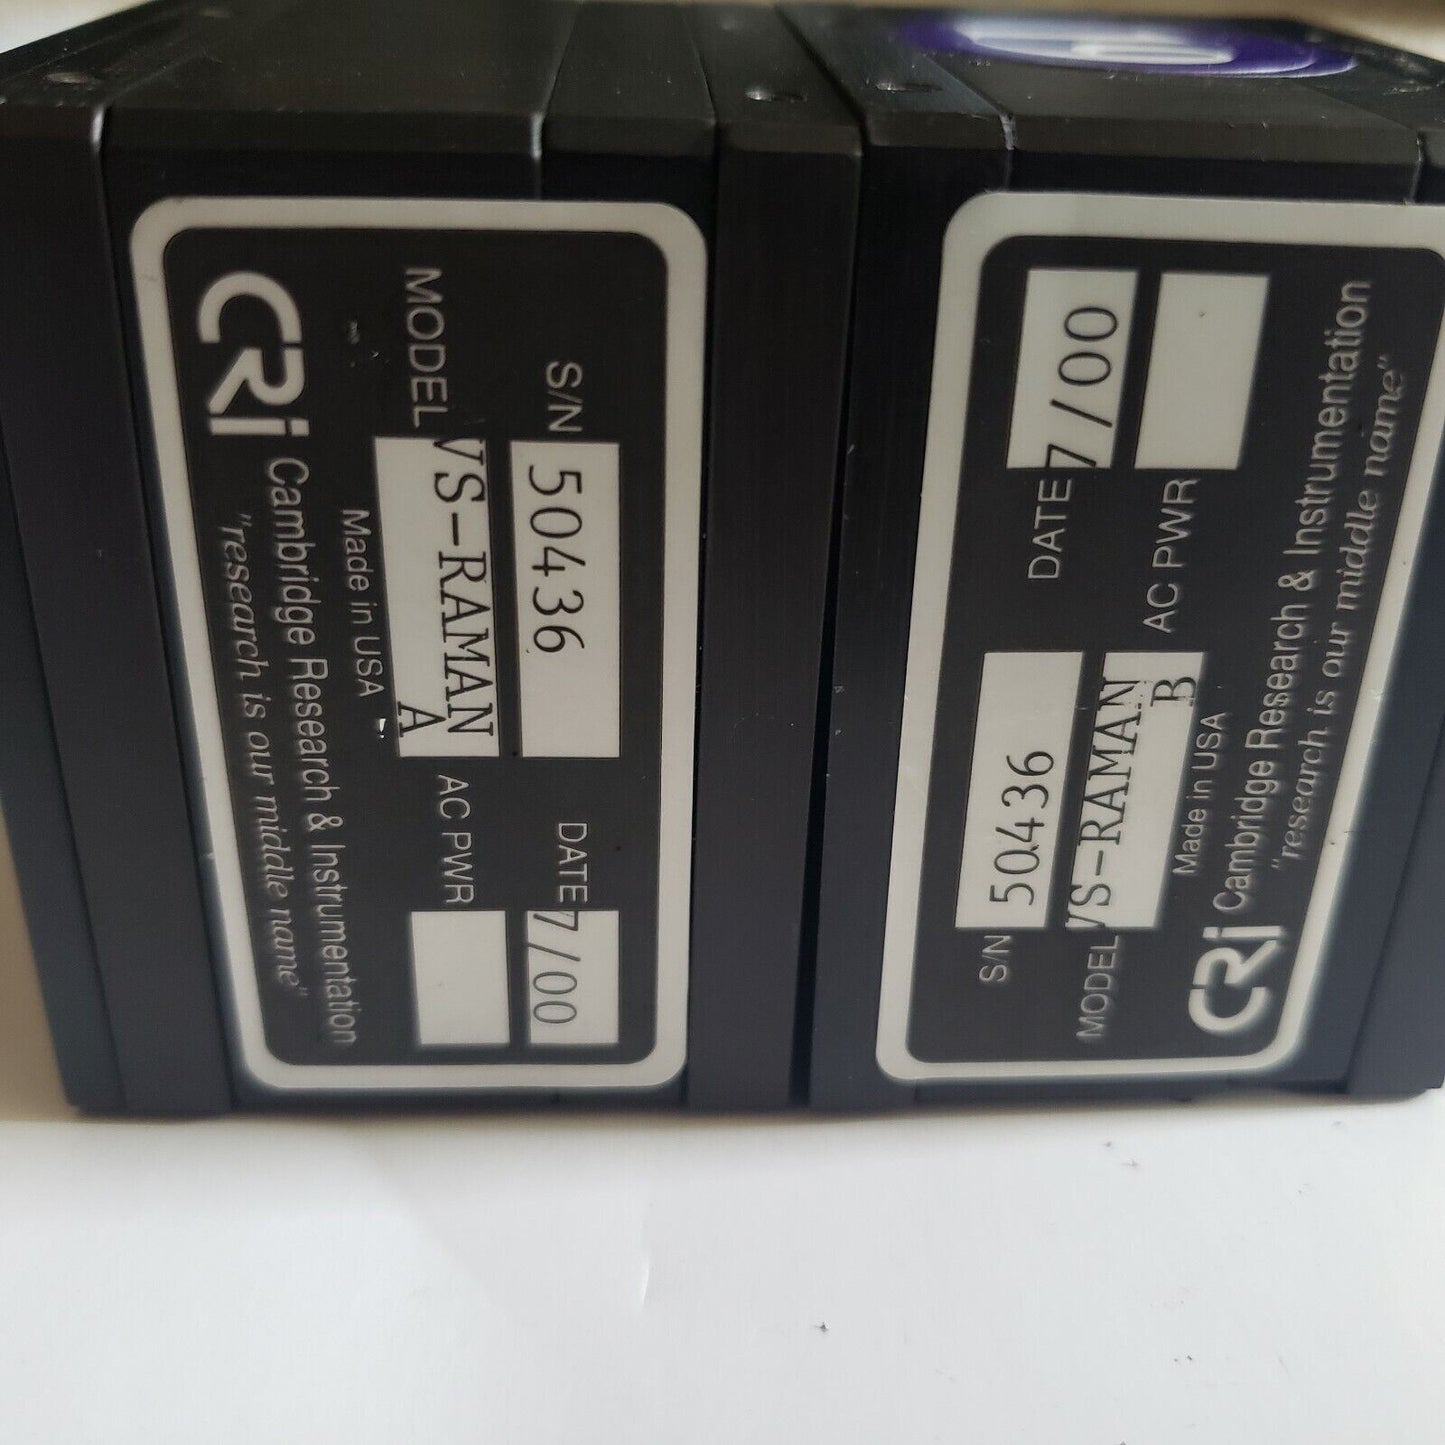 CRi Cambridge Research & Instrumentation
"research is our middle name"
Made in USA
MODEL VS-RAMAN A
AC PWR
S/N 50436
DATE 7/00
DATE 7/00
AC PWR
S/N 50436
MODEL VS-RAMAN B
Made in USA
CRi Cambridge Research & Instrumentation
"research is our middle name"